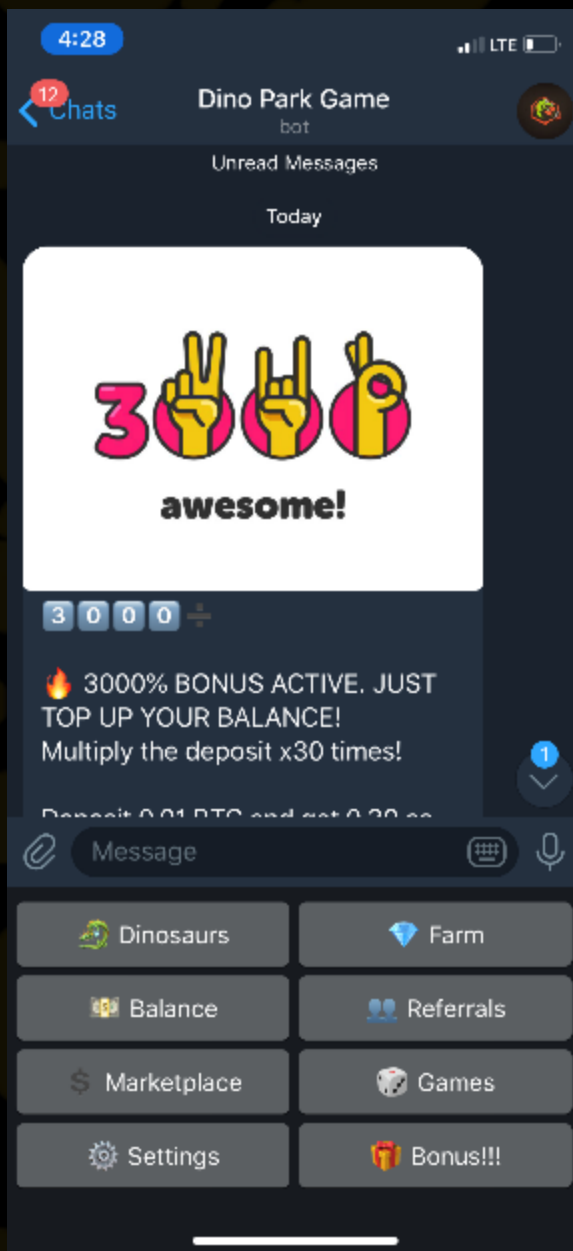 4:28
LTE
12
Chats
Dino Park Game
bot
Unread Messages
Today
3000
awesome!
3000
🔥 3000% BONUS ACTIVE. JUST
TOP UP YOUR BALANCE!
Multiply the deposit x30 times!
1
Message
Dinosaurs
Farm
Balance
Referrals
$ Marketplace
Games
Settings
Bonus!!!